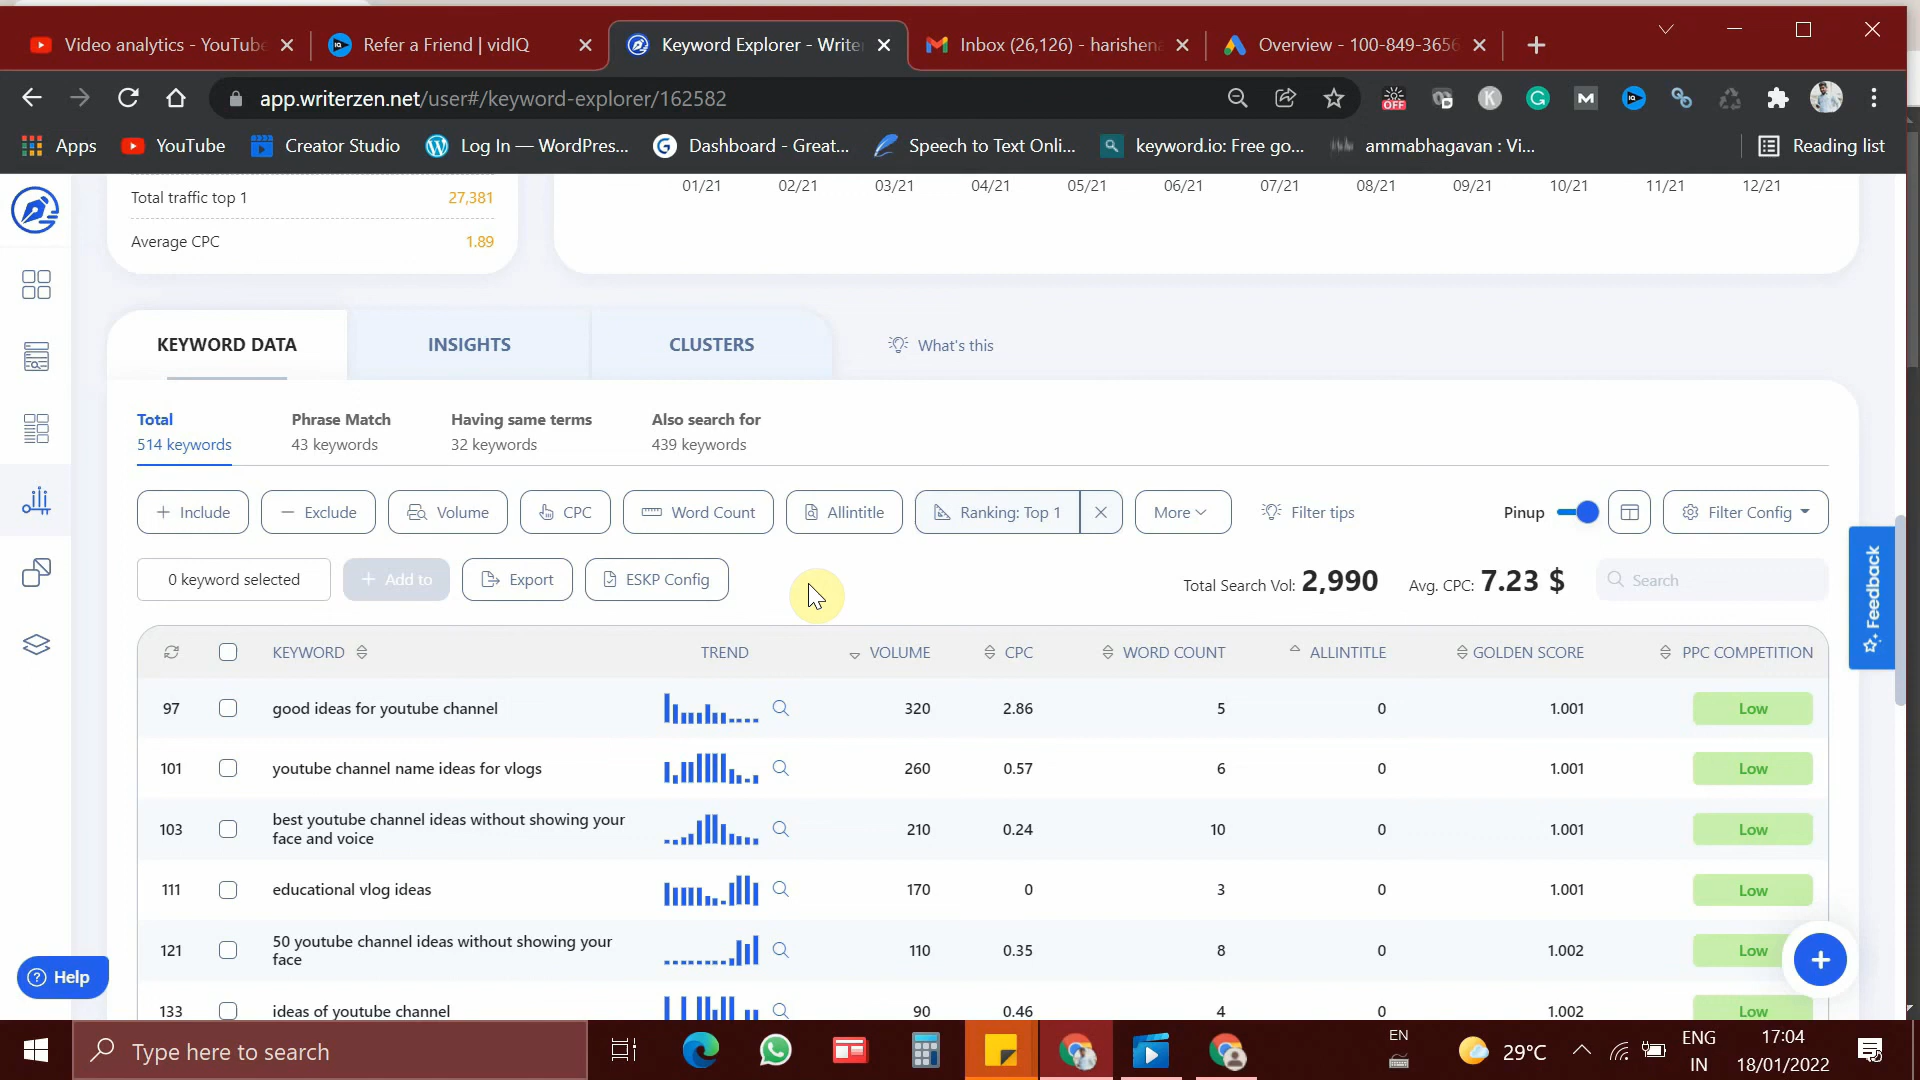 Video analytics - YouTube
Refer a Friend | vidIQ
Keyword Explorer - Write
Inbox (26,126) - harishena
Overview - 100-849-3656
app.writerzen.net/user#/keyword-explorer/162582
OFF
Apps
YouTube
Creator Studio
Log In — WordPres...
Dashboard - Great...
Speech to Text Onli...
keyword.io: Free go...
ammabhagavan : Vi...
Reading list
Total traffic top 1 27,381
Average CPC 1.89
01/21 02/21 03/21 04/21 05/21 06/21 07/21 08/21 09/21 10/21 11/21 12/21
KEYWORD DATA
INSIGHTS
CLUSTERS
What's this
Total
514 keywords
Phrase Match
43 keywords
Having same terms
32 keywords
Also search for
439 keywords
+ Include
− Exclude
Volume
CPC
Word Count
Allintitle
Ranking: Top 1
More
Filter tips
Pinup
Filter Config
0 keyword selected
+ Add to
Export
ESKP Config
Total Search Vol: 2,990
Avg. CPC: 7.23 $
Search
Feedback
KEYWORD TREND VOLUME CPC WORD COUNT ALLINTITLE GOLDEN SCORE PPC COMPETITION
97 good ideas for youtube channel 320 2.86 5 0 1.001 Low
101 youtube channel name ideas for vlogs 260 0.57 6 0 1.001 Low
103 best youtube channel ideas without showing your
face and voice 210 0.24 10 0 1.001 Low
111 educational vlog ideas 170 0 3 0 1.001 Low
121 50 youtube channel ideas without showing your
face 110 0.35 8 0 1.002 Low
133 ideas of youtube channel 90 0.46 4 0 1.002 Low
Help
Type here to search
EN
29°C
ENG
IN
17:04
18/01/2022